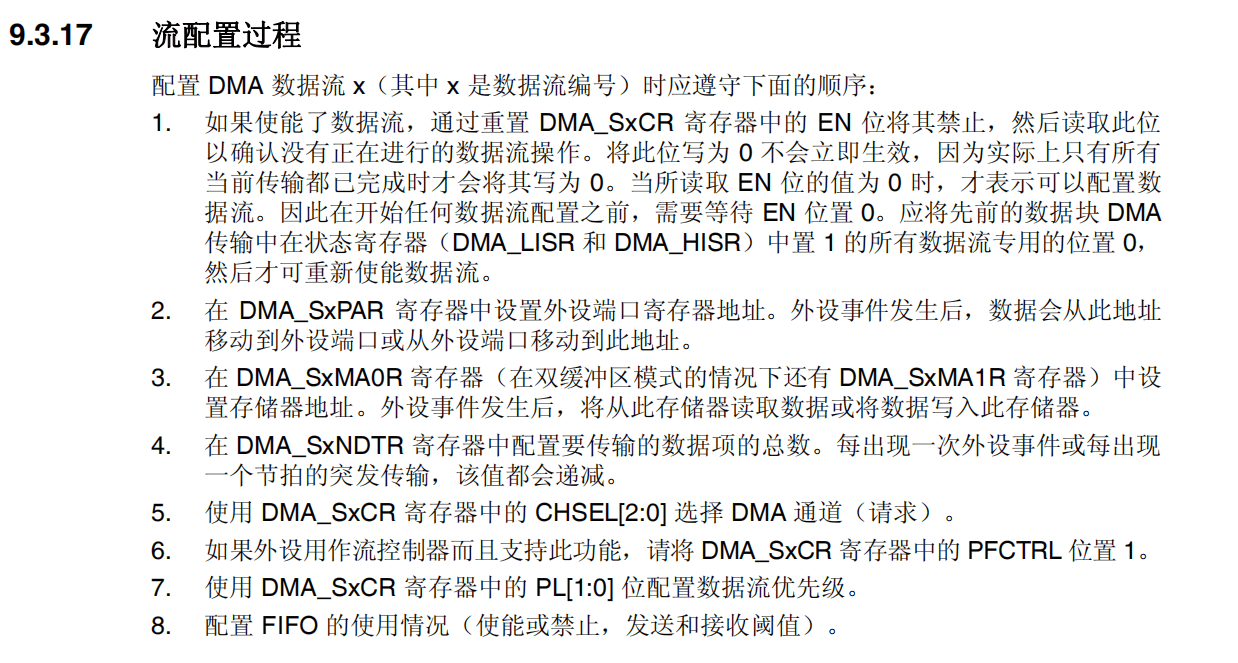 9.3.17 流配置过程
配置 DMA 数据流 x（其中 x 是数据流编号）时应遵守下面的顺序：
1. 如果使能了数据流，通过重置 DMA_SxCR 寄存器中的 EN 位将其禁止，然后读取此位
以确认没有正在进行的数据流操作。将此位写为 0 不会立即生效，因为实际上只有所有
当前传输都已完成时才会将其写为 0。当所读取 EN 位的值为 0 时，才表示可以配置数
据流。因此在开始任何数据流配置之前，需要等待 EN 位置 0。应将先前的数据块 DMA
传输中在状态寄存器（DMA_LISR 和 DMA_HISR）中置 1 的所有数据流专用的位置 0，
然后才可重新使能数据流。
2. 在 DMA_SxPAR 寄存器中设置外设端口寄存器地址。外设事件发生后，数据会从此地址
移动到外设端口或从外设端口移动到此地址。
3. 在 DMA_SxMA0R 寄存器（在双缓冲区模式的情况下还有 DMA_SxMA1R 寄存器）中设
置存储器地址。外设事件发生后，将从此存储器读取数据或将数据写入此存储器。
4. 在 DMA_SxNDTR 寄存器中配置要传输的数据项的总数。每出现一次外设事件或每出现
一个节拍的突发传输，该值都会递减。
5. 使用 DMA_SxCR 寄存器中的 CHSEL[2:0] 选择 DMA 通道（请求）。
6. 如果外设用作流控制器而且支持此功能，请将 DMA_SxCR 寄存器中的 PFCTRL 位置 1。
7. 使用 DMA_SxCR 寄存器中的 PL[1:0] 位配置数据流优先级。
8. 配置 FIFO 的使用情况（使能或禁止，发送和接收阈值）。